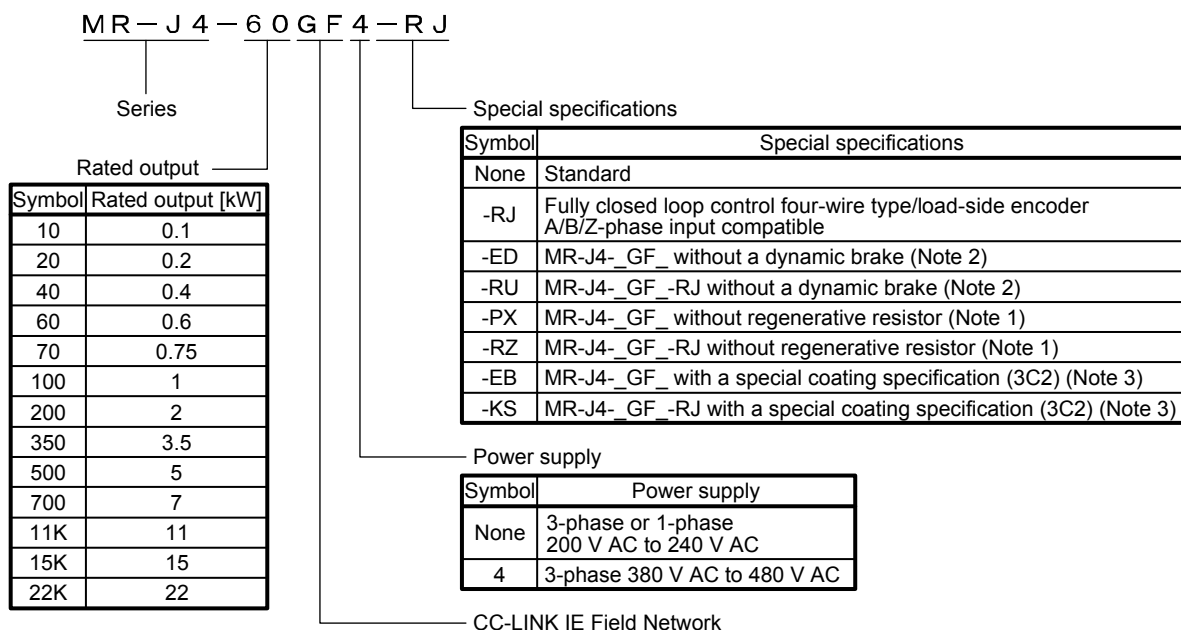 MR-J4-60GF4-RJ
Series
Special specifications
Symbol Special specifications
None Standard
-RJ Fully closed loop control four-wire type/load-side encoder
A/B/Z-phase input compatible
-ED MR-J4-_GF_ without a dynamic brake (Note 2)
-RU MR-J4-_GF_-RJ without a dynamic brake (Note 2)
-PX MR-J4-_GF_ without regenerative resistor (Note 1)
-RZ MR-J4-_GF_-RJ without regenerative resistor (Note 1)
-EB MR-J4-_GF_ with a special coating specification (3C2) (Note 3)
-KS MR-J4-_GF_-RJ with a special coating specification (3C2) (Note 3)
Rated output
Symbol Rated output [kW]
10 0.1
20 0.2
40 0.4
60 0.6
70 0.75
100 1
200 2
350 3.5
500 5
700 7
11K 11
15K 15
22K 22
Power supply
Symbol Power supply
None 3-phase or 1-phase
200 V AC to 240 V AC
4 3-phase 380 V AC to 480 V AC
CC-LINK IE Field Network